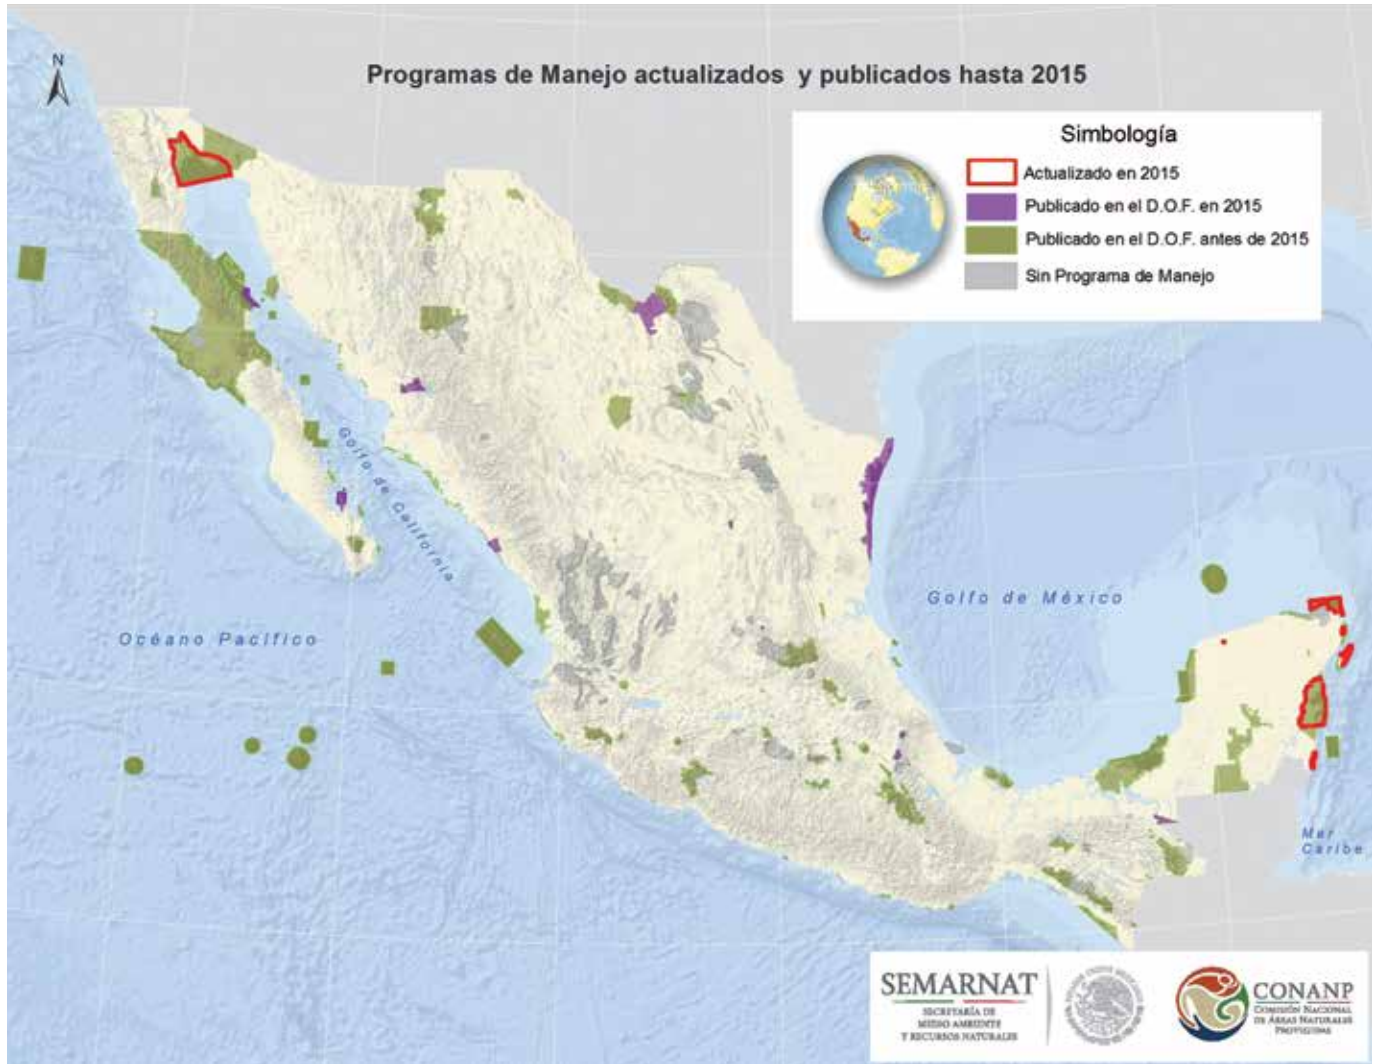 N
Programas de Manejo actualizados y publicados hasta 2015
Simbología
Actualizado en 2015
Publicado en el D.O.F. en 2015
Publicado en el D.O.F. antes de 2015
Sin Programa de Manejo
Golfo de California
Golfo de México
Océano Pacífico
Mar
Caribe
SEMARNAT
SECRETARÍA DE
MEDIO AMBIENTE
Y RECURSOS NATURALES
CONANP
COMISIÓN NACIONAL
DE ÁREAS NATURALES
PROTEGIDAS